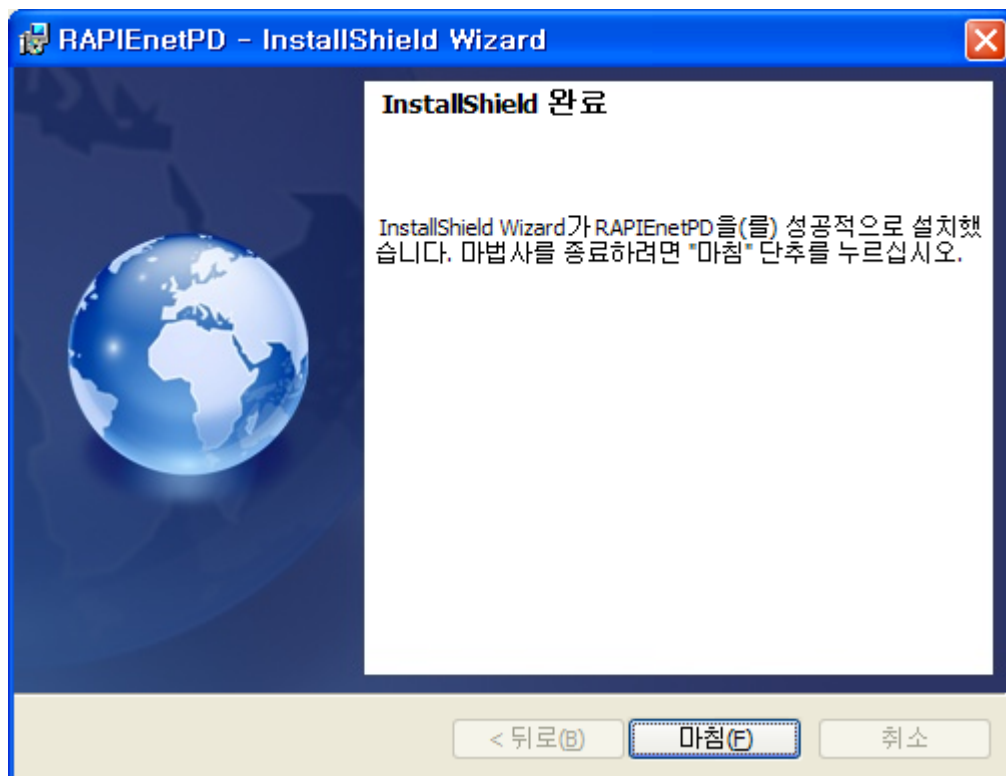 RAPIEnetPD - InstallShield Wizard
InstallShield 완료
InstallShield Wizard가 RAPIEnetPD을(를) 성공적으로 설치했
습니다. 마법사를 종료하려면 "마침" 단추를 누르십시오.
< 뒤로(B) 마침(F) 취소